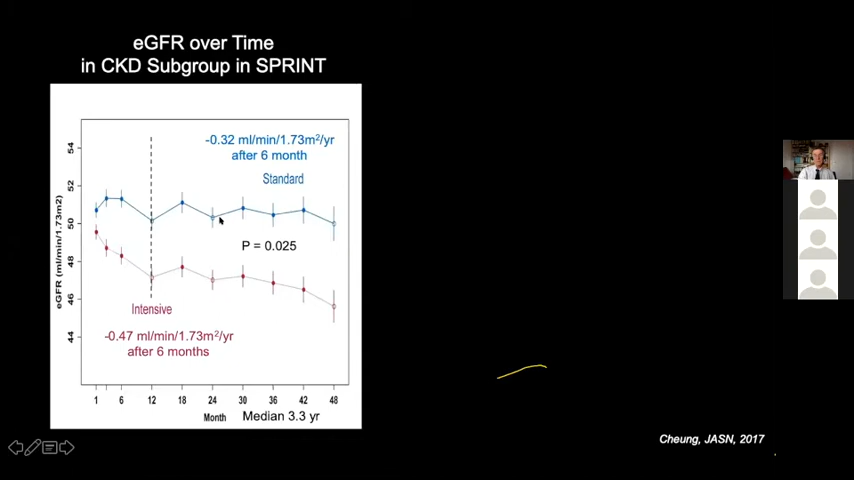 eGFR over Time
in CKD Subgroup in SPRINT
-0.32 ml/min/1.73m²/yr
after 6 month
Standard
P = 0.025
Intensive
-0.47 ml/min/1.73m²/yr
after 6 months
eGFR (ml/min/1.73m2)
54
52
50
48
46
44
1 6 12 18 24 30 36 42 48
Month Median 3.3 yr
Cheung, JASN, 2017